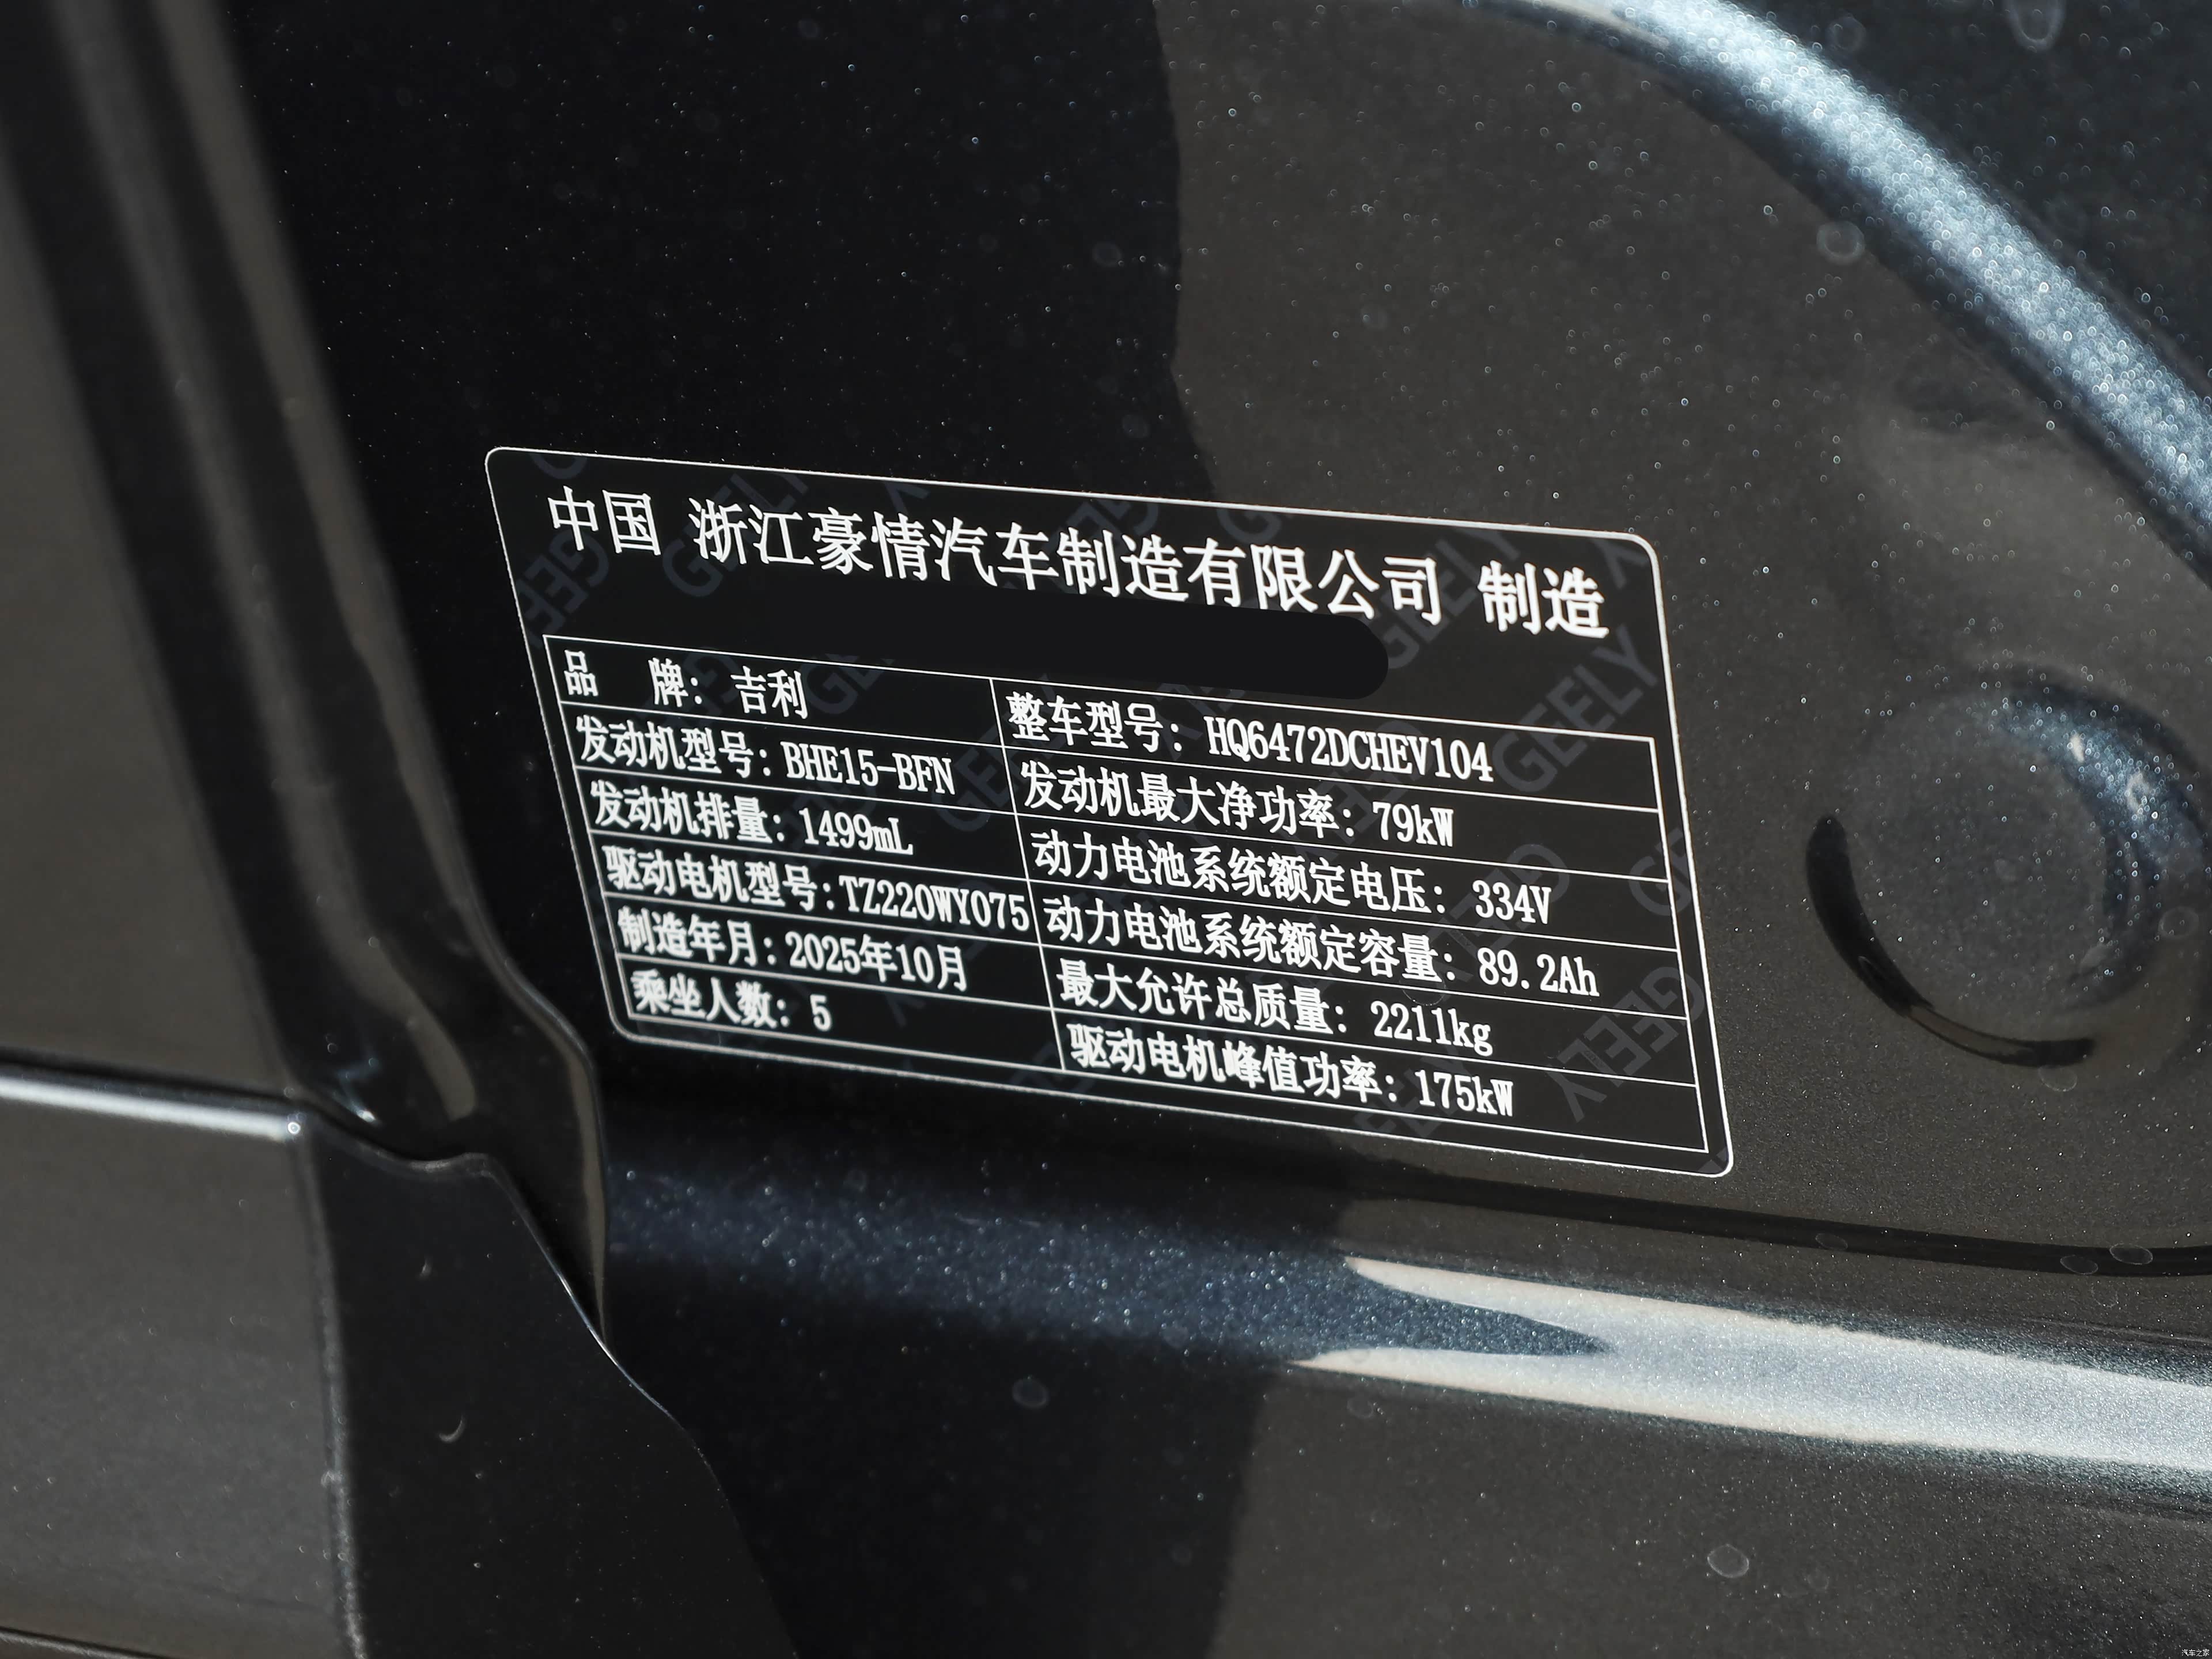 中国 浙江豪情汽车制造有限公司 制造
品 牌: 吉利 整车型号: HQ6472DCHEV104
发动机型号: BHE15-BFN 发动机最大净功率: 79kW
发动机排量: 1499mL 动力电池系统额定电压: 334V
驱动电机型号: TZ220WY075 动力电池系统额定容量: 89.2Ah
制造年月: 2025年10月 最大允许总质量: 2211kg
乘坐人数: 5 驱动电机峰值功率: 175kW
GEELY
汽车之家